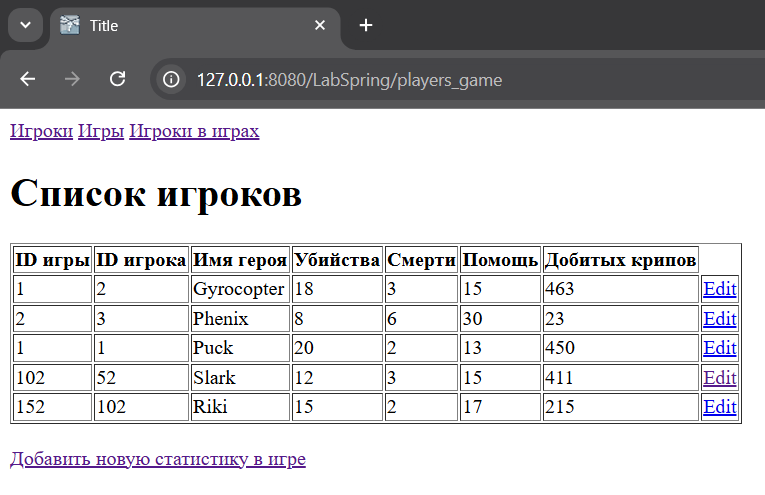 Title
127.0.0.1:8080/LabSpring/players_game
Игроки Игры Игроки в играх
Список игроков
ID игры ID игрока Имя героя Убийства Смерти Помощь Добитых крипов
1 2 Gyrocopter 18 3 15 463 Edit
2 3 Phenix 8 6 30 23 Edit
1 1 Puck 20 2 13 450 Edit
102 52 Slark 12 3 15 411 Edit
152 102 Riki 15 2 17 215 Edit
Добавить новую статистику в игре